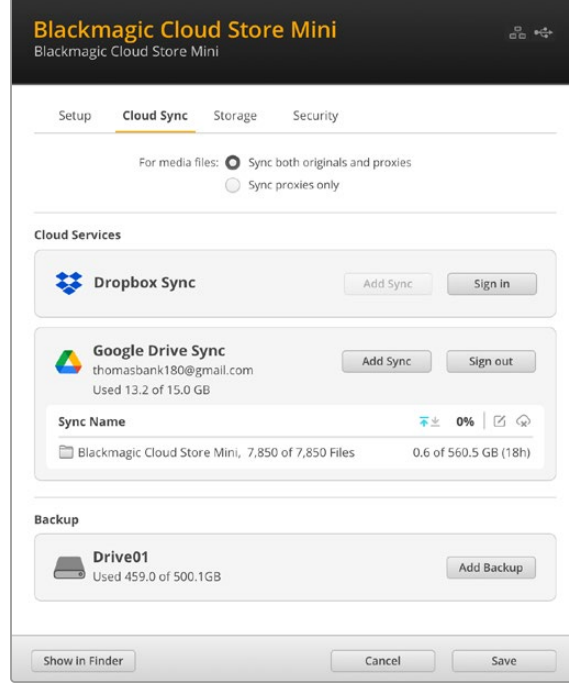 Blackmagic Cloud Store Mini
Blackmagic Cloud Store Mini
Setup Cloud Sync Storage Security
For media files: Sync both originals and proxies
Sync proxies only
Cloud Services
Dropbox Sync Add Sync Sign in
Google Drive Sync
thomasbank180@gmail.com Add Sync Sign out
Used 13.2 of 15.0 GB
Sync Name 0%
Blackmagic Cloud Store Mini, 7,850 of 7,850 Files 0.6 of 560.5 GB (18h)
Backup
Drive01
Used 459.0 of 500.1GB Add Backup
Show in Finder Cancel Save